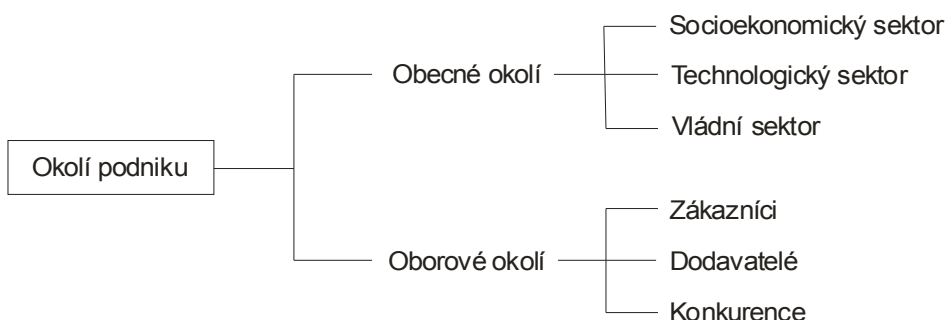 Okolí podniku
Obecné okolí
Socioekonomický sektor
Technologický sektor
Vládní sektor
Oborové okolí
Zákazníci
Dodavatelé
Konkurence